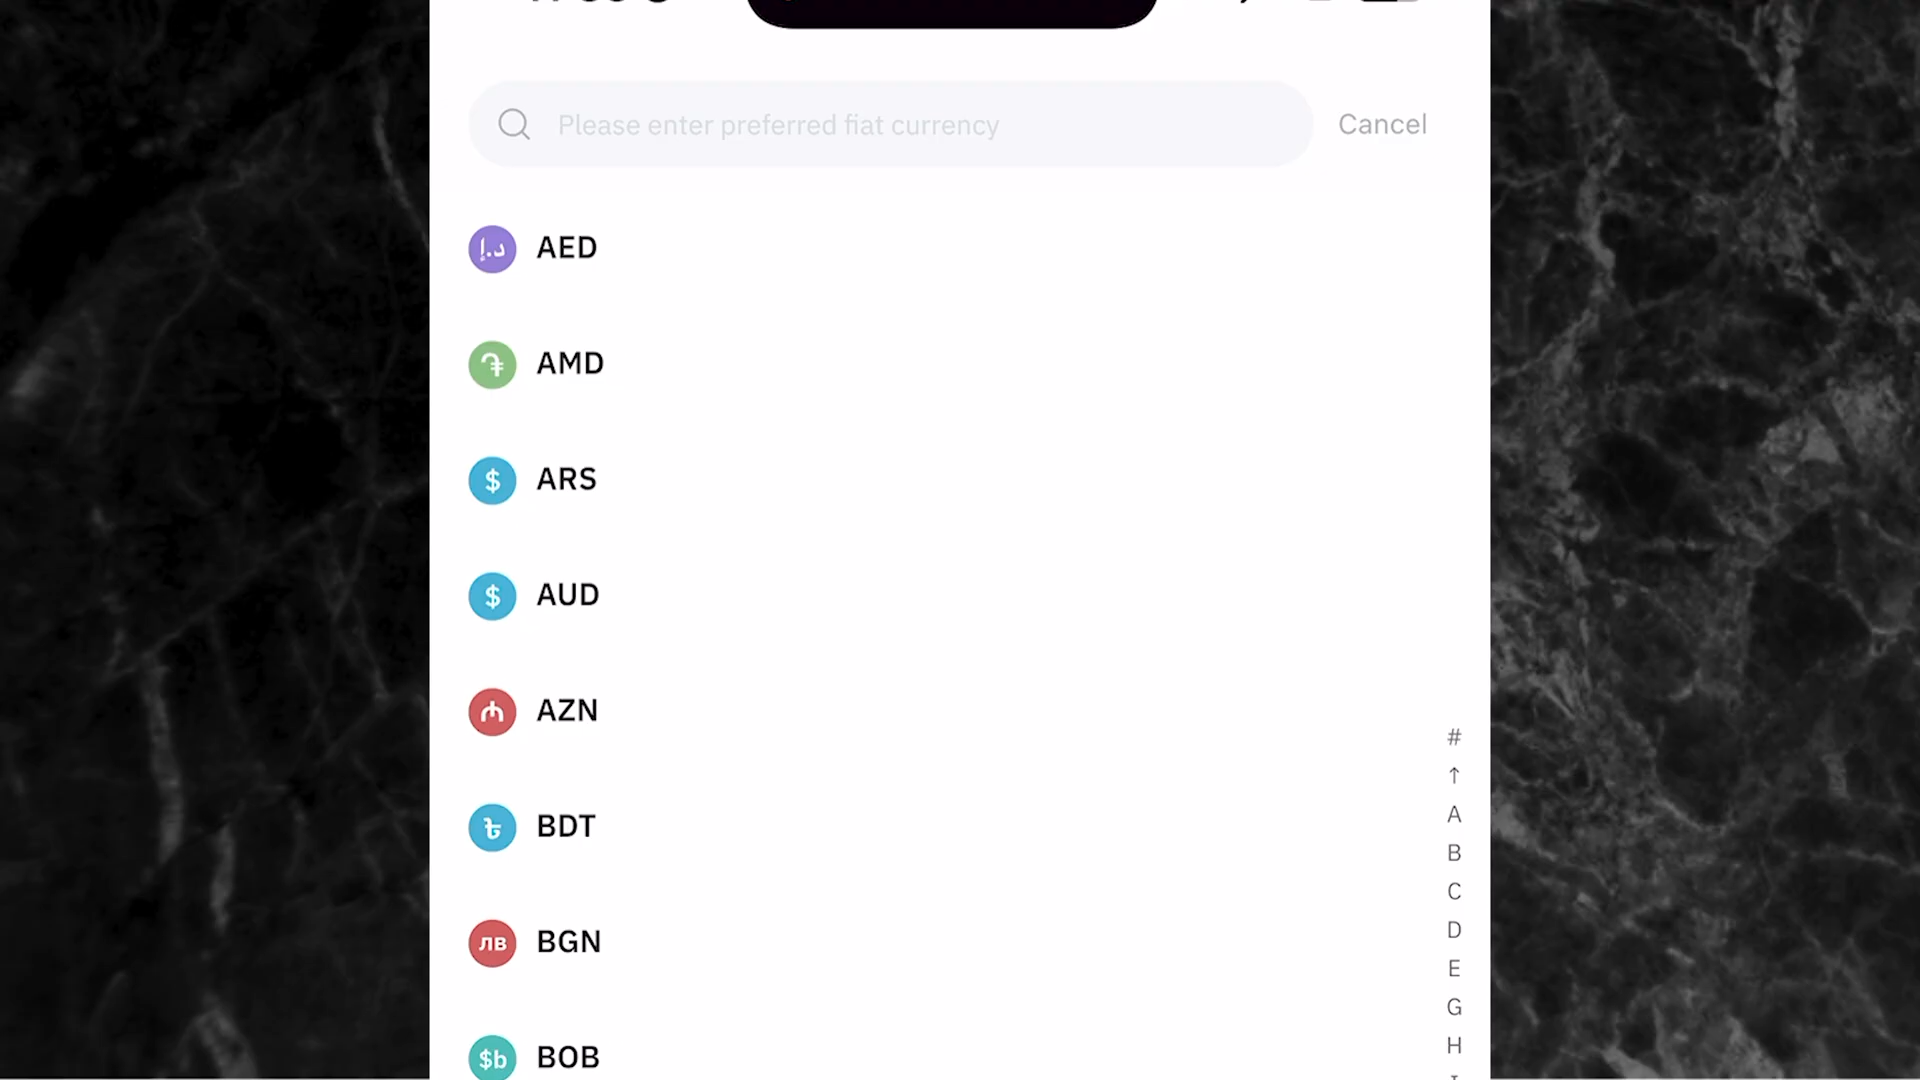 Please enter preferred fiat currency
Cancel
د.إ AED
֏ AMD
$ ARS
$ AUD
₼ AZN
৳ BDT
лв BGN
$b BOB
#
↑
A
B
C
D
E
G
H